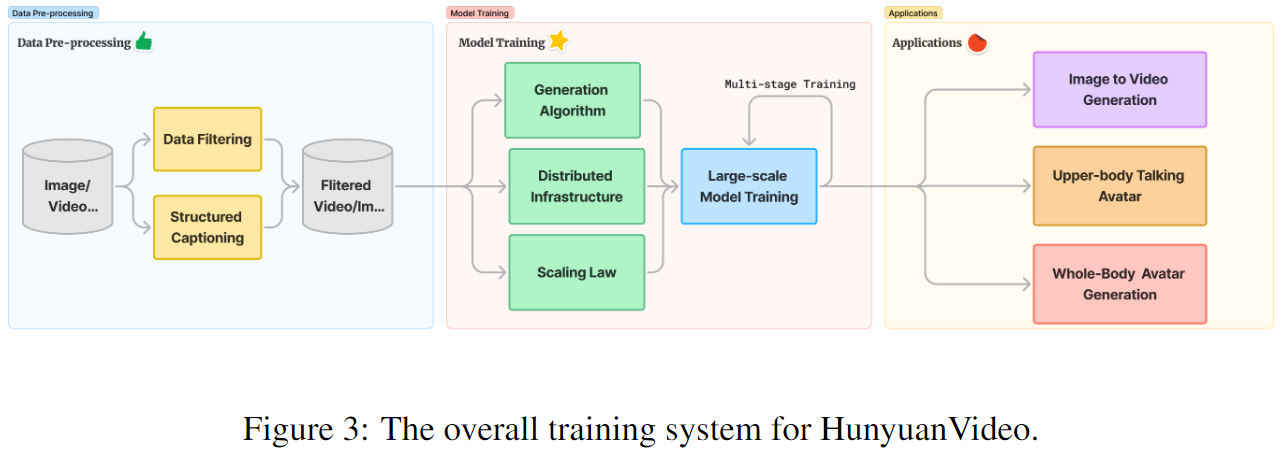 Data Pre-processing
Data Pre-processing
Image/
Video...
Data Filtering
Structured
Captioning
Flitered
Video/Im...
Model Training
Model Training
Generation
Algorithm
Distributed
Infrastructure
Scaling Law
Multi-stage Training
Large-scale
Model Training
Applications
Applications
Image to Video
Generation
Upper-body Talking
Avatar
Whole-Body Avatar
Generation
Figure 3: The overall training system for HunyuanVideo.